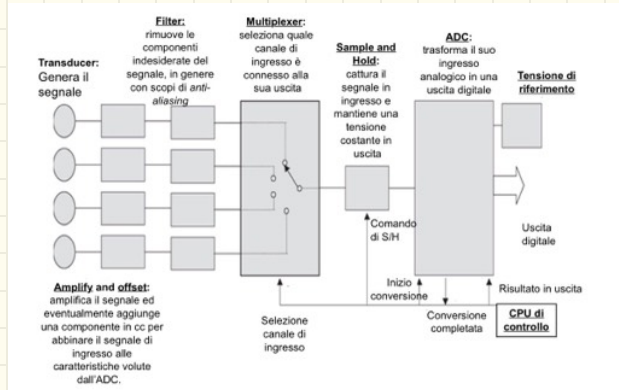 Transducer:
Genera il
segnale
Filter:
rimuove le
componenti
indesiderate del
segnale, in genere
con scopi di anti-
aliasing
Multiplexer:
seleziona quale
canale di
ingresso è
connesso alla
sua uscita
Sample and
Hold:
cattura il
segnale in
ingresso e
mantiene una
tensione
costante in
uscita
ADC:
trasforma il suo
ingresso
analogico in una
uscita digitale
Tensione di
riferimento
Comando
di S/H
Uscita
digitale
Amplify and offset:
amplifica il segnale ed
eventualmente aggiunge
una componente in cc per
abbinare il segnale di
ingresso alle
caratteristiche volute
dall'ADC.
Selezione
canale di
ingresso
Inizio
conversione
Conversione
completata
Risultato in uscita
CPU di
controllo